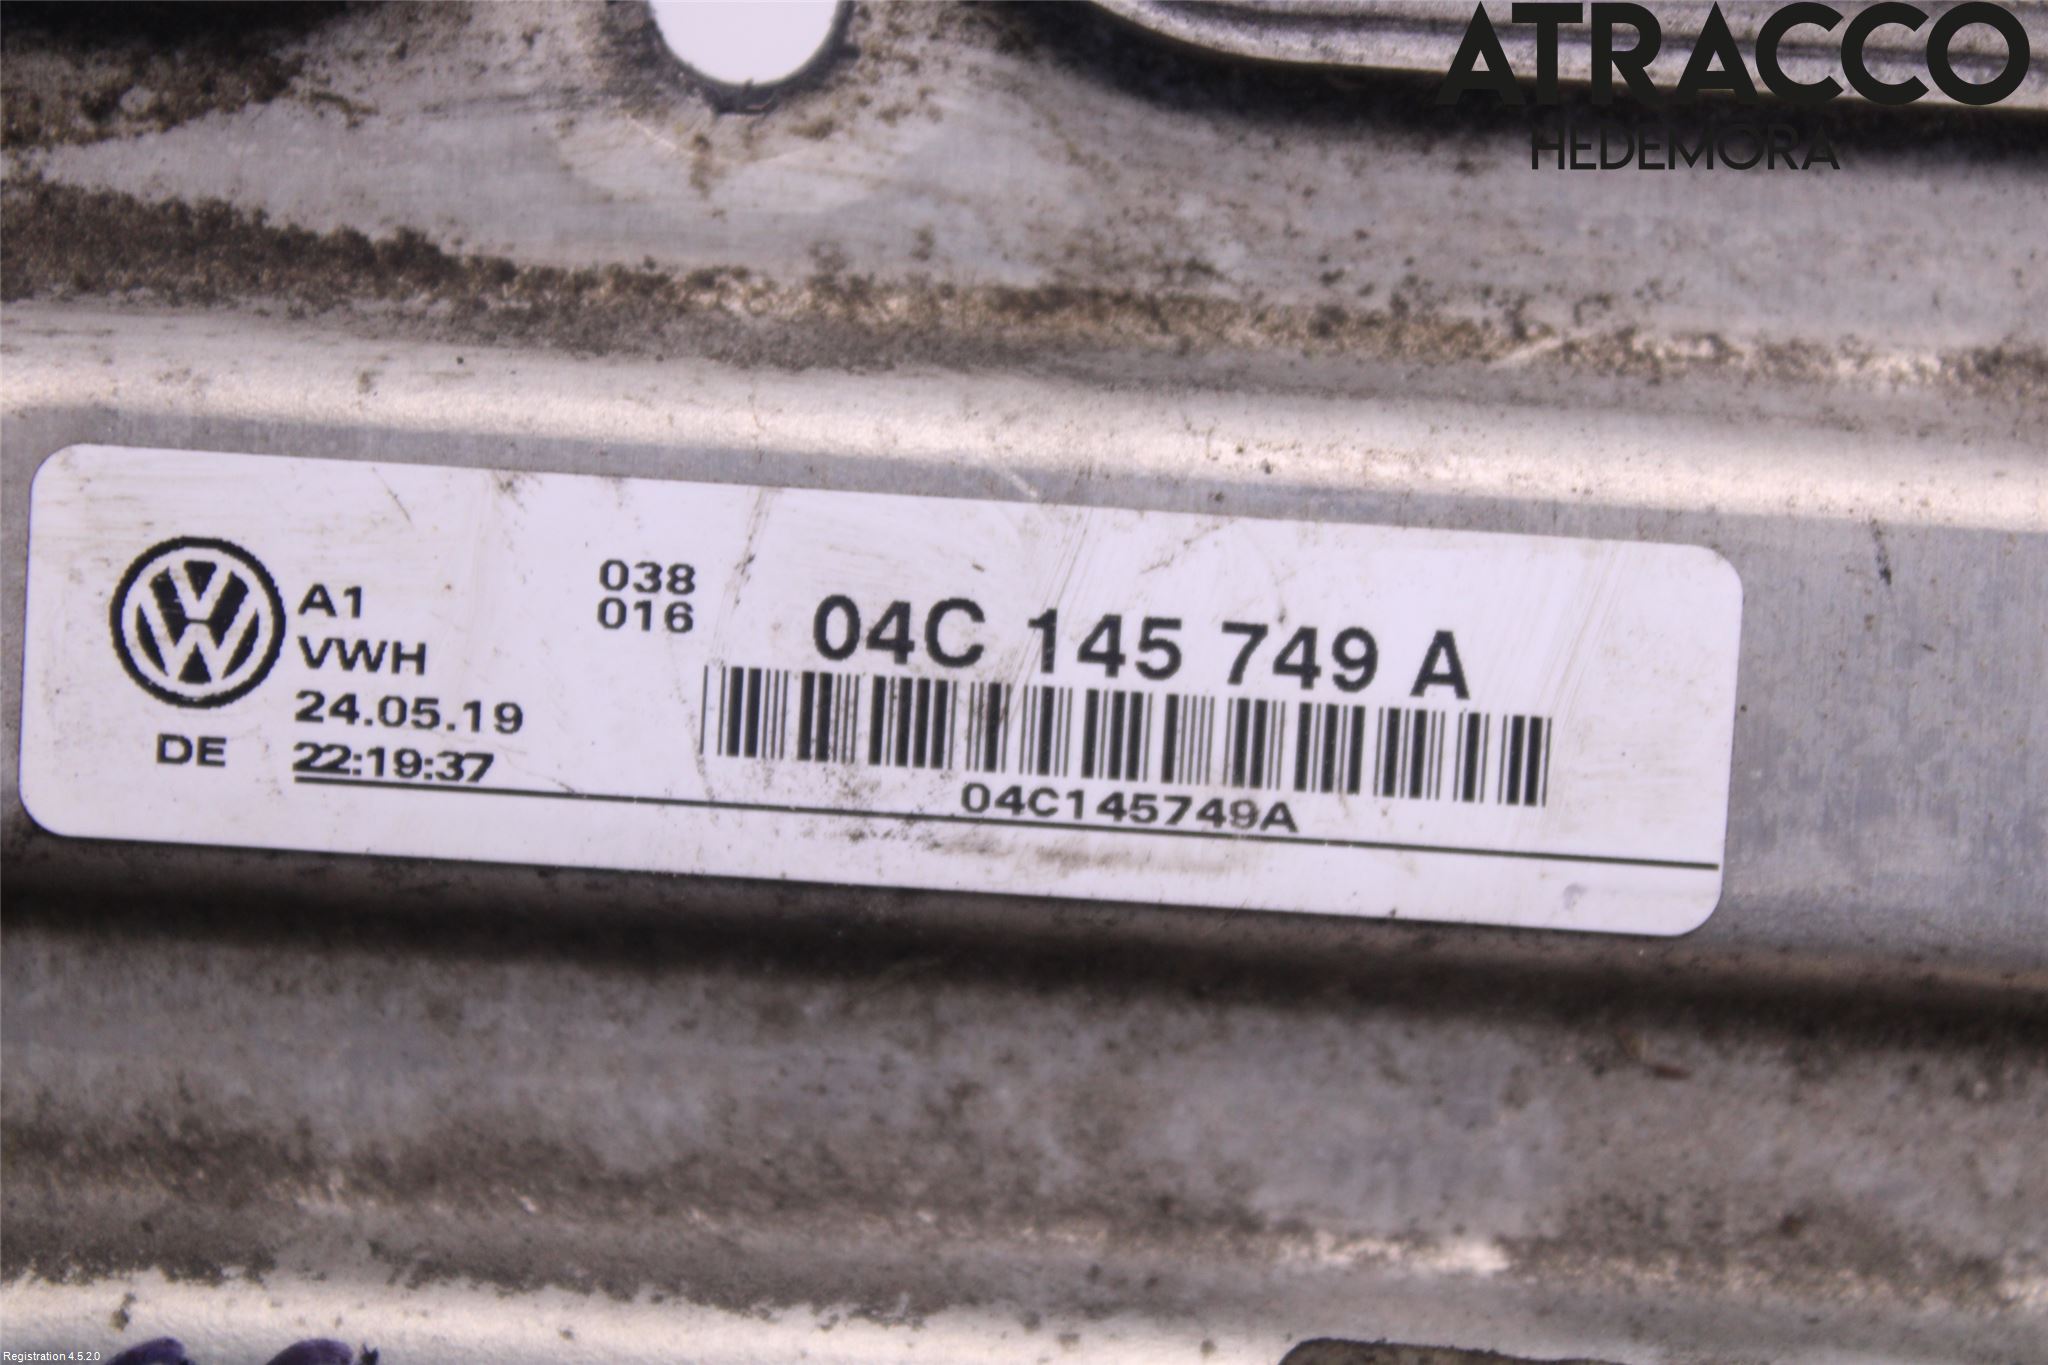 ATRACCO
HEDEMORA
A1
VWH
24.05.19
22:19:37
DE
038
016
04C 145 749 A
04C145749A
Registration 4.5.2.0